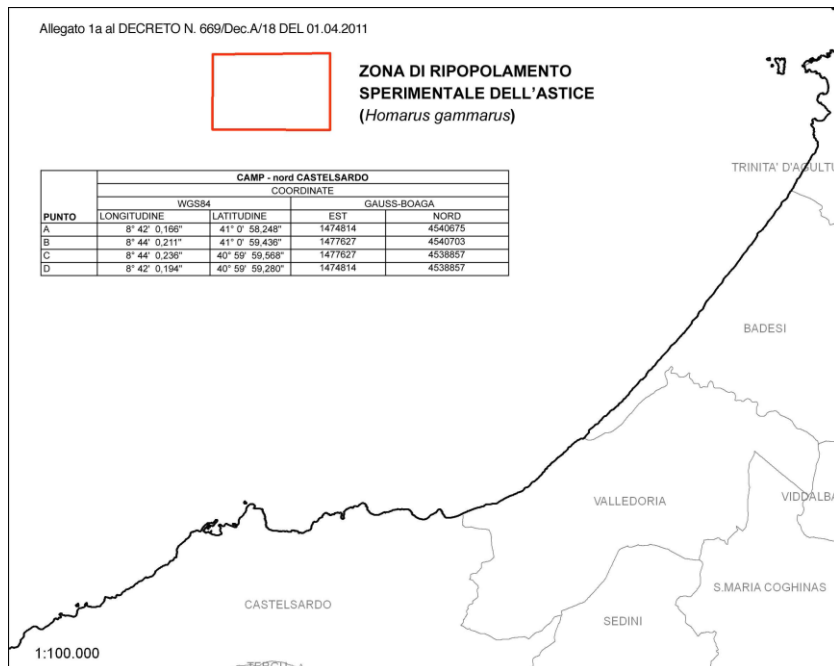 Allegato 1a al DECRETO N. 669/Dec.A/18 DEL 01.04.2011
ZONA DI RIPOPOLAMENTO
SPERIMENTALE DELL'ASTICE
(Homarus gammarus)
CAMP - nord CASTELSARDO
COORDINATE
WGS84 GAUSS-BOAGA
PUNTO LONGITUDINE LATITUDINE EST NORD
A 8° 42' 0,166" 41° 0' 58,248" 1474814 4540675
B 8° 44' 0,211" 41° 0' 59,436" 1477627 4540703
C 8° 44' 0,236" 40° 59' 59,568" 1477627 4538857
D 8° 42' 0,194" 40° 59' 59,280" 1474814 4538857
TRINITA' D'AGULTU
BADESI
VALLEDORIA
VIDDALBA
S.MARIA COGHINAS
CASTELSARDO
SEDINI
1:100.000